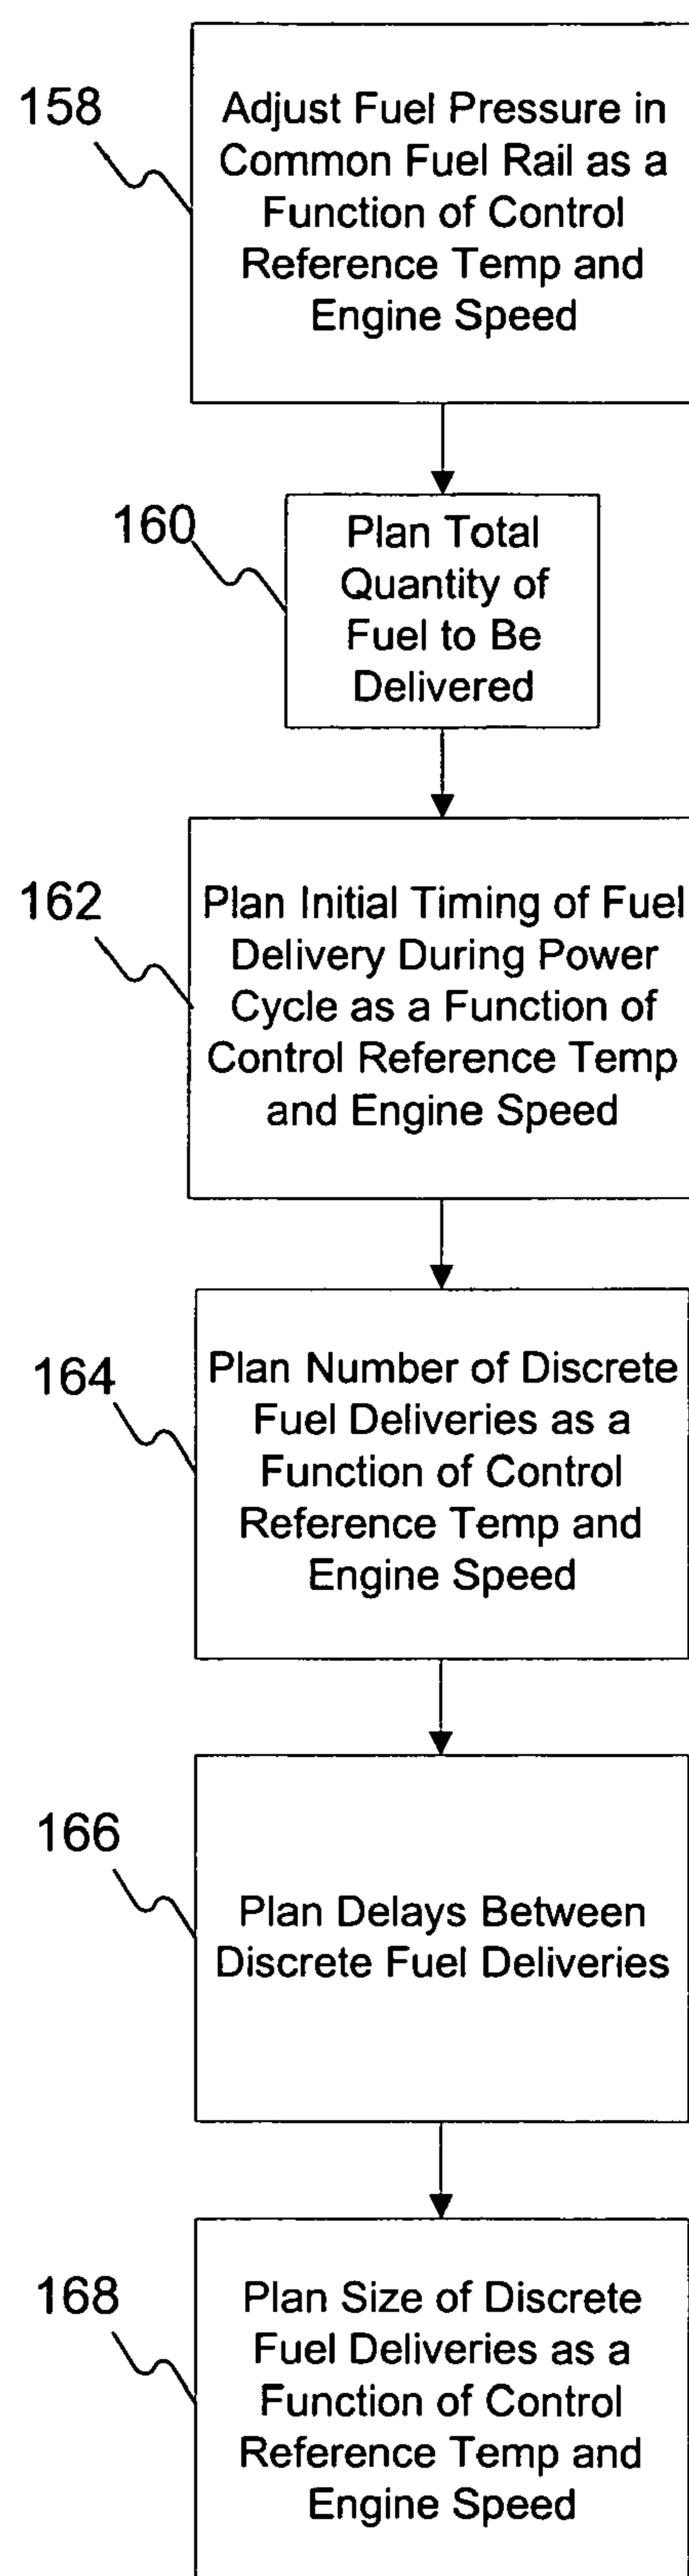 158
Adjust Fuel Pressure in
Common Fuel Rail as a
Function of Control
Reference Temp and
Engine Speed
160
Plan Total
Quantity of
Fuel to Be
Delivered
162
Plan Initial Timing of Fuel
Delivery During Power
Cycle as a Function of
Control Reference Temp
and Engine Speed
164
Plan Number of Discrete
Fuel Deliveries as a
Function of Control
Reference Temp and
Engine Speed
166
Plan Delays Between
Discrete Fuel Deliveries
168
Plan Size of Discrete
Fuel Deliveries as a
Function of Control
Reference Temp and
Engine Speed